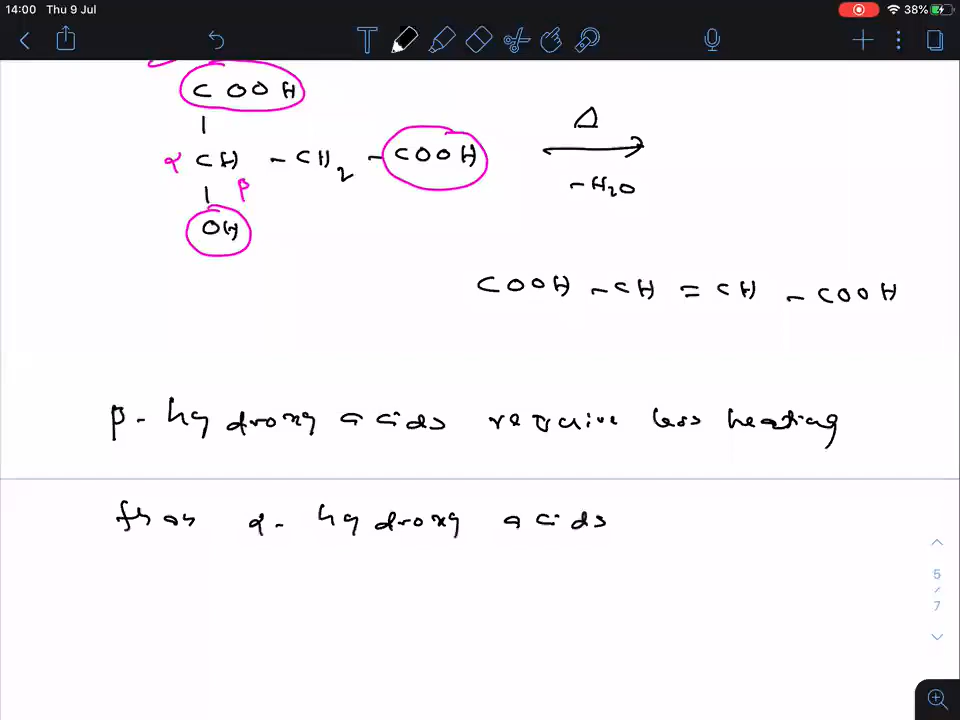 14:00 Thu 9 Jul 38%
T
COOH
|
α CH - CH2 - COOH Δ
| β -H2O
OH
COOH - CH = CH - COOH
β- hydroxy acids require less heating
than α- hydroxy acids
5
/
7